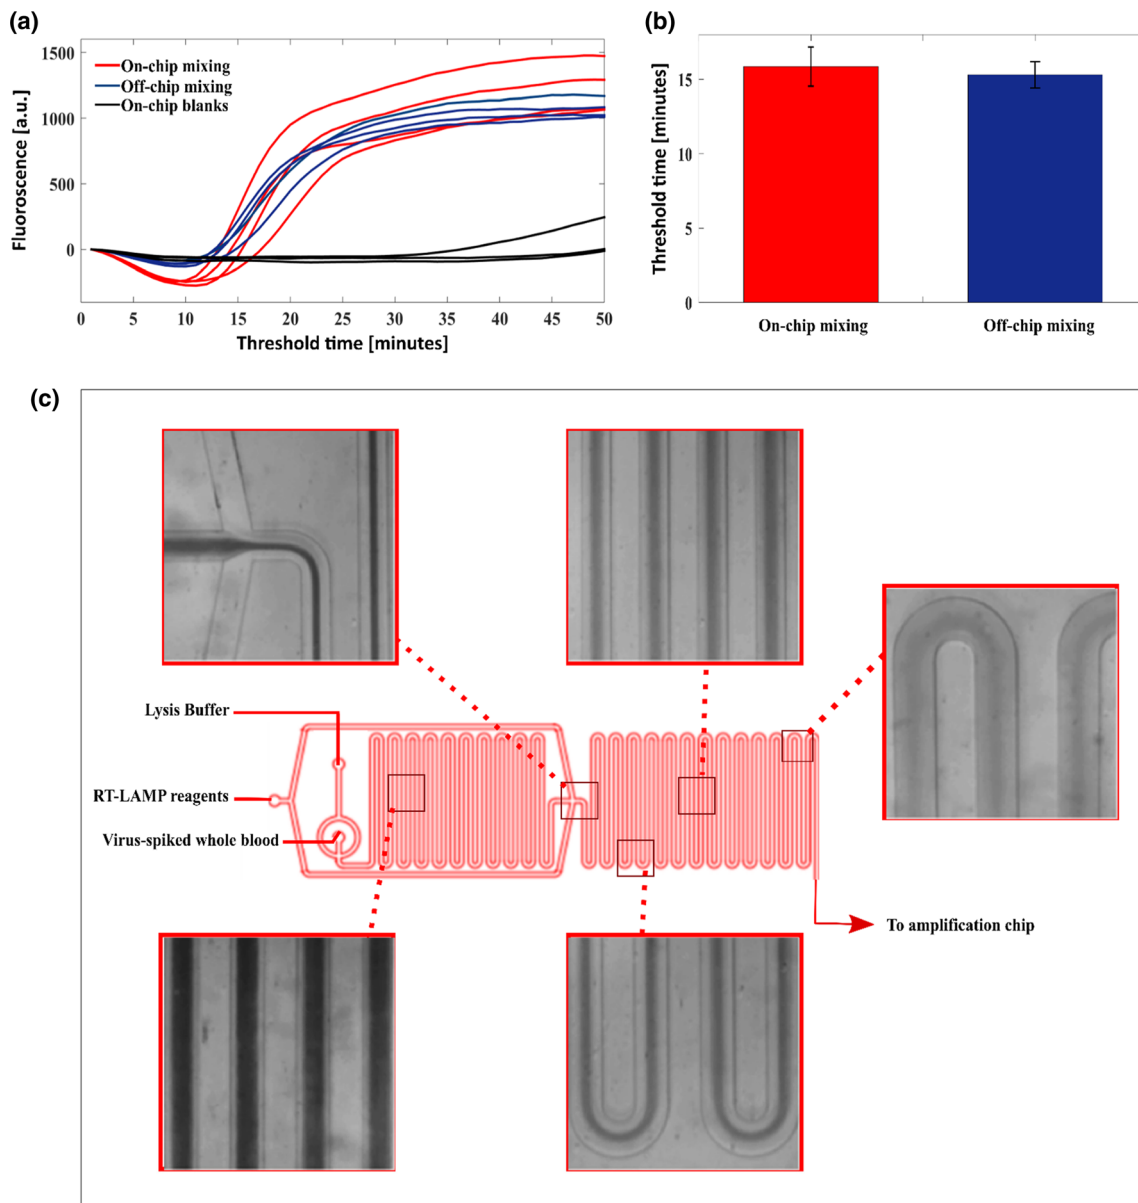 (a)
1500
1000
500
0
Fluoroscence [a.u.]
On-chip mixing
Off-chip mixing
On-chip blanks
0 5 10 15 20 25 30 35 40 45 50
Threshold time [minutes]
(b)
15
10
5
0
Threshold time [minutes]
On-chip mixing Off-chip mixing
(c)
Lysis Buffer
RT-LAMP reagents
Virus-spiked whole blood
To amplification chip